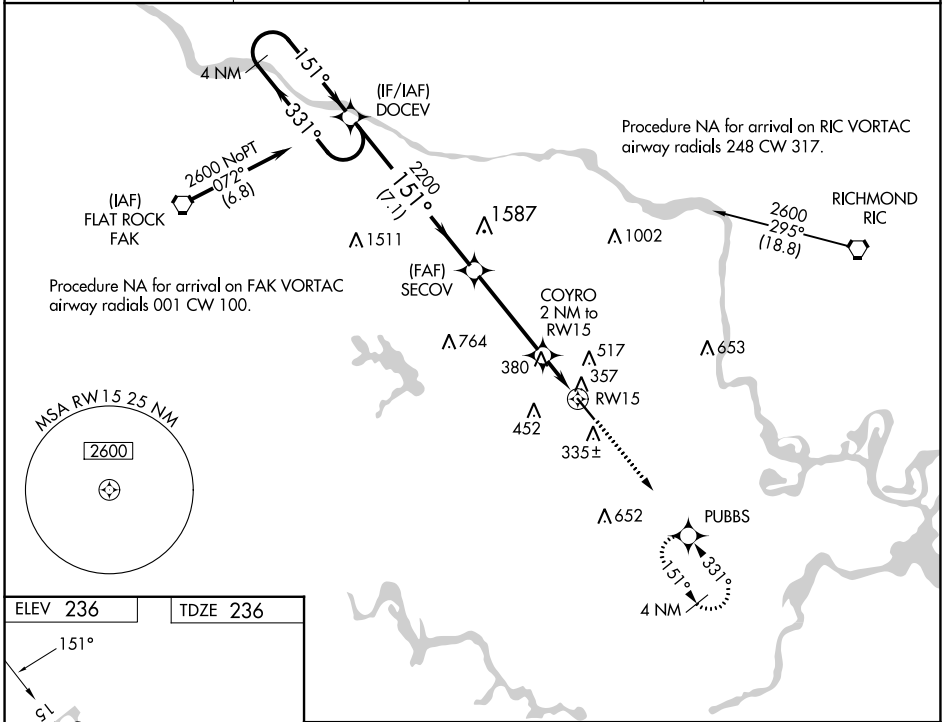 151°
4 NM
331°
(IF/IAF)
DOCEV
Procedure NA for arrival on RIC VORTAC
airway radials 248 CW 317.
2600 NoPT
072°
(6.8)
(IAF)
FLAT ROCK
FAK
2200
151°
(7.1)
1587
1511
1002
2600
295°
(18.8)
RICHMOND
RIC
Procedure NA for arrival on FAK VORTAC
airway radials 001 CW 100.
(FAF)
SECOV
COYRO
2 NM to
RW15
764
380
517
653
357
RW15
452
335±
MSA RW15 25 NM
2600
652
PUBBS
151°
331°
4 NM
ELEV 236
TDZE 236
151°
15